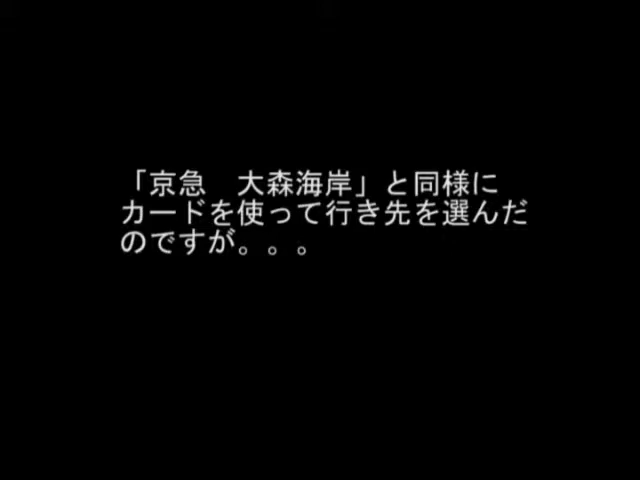 「京急　大森海岸」と同様に
カードを使って行き先を選んだ
のですが。。。